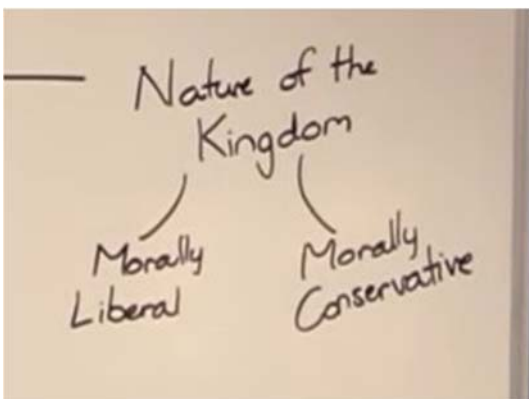 Nature of the
Kingdom
Morally
Liberal
Morally
Conservative